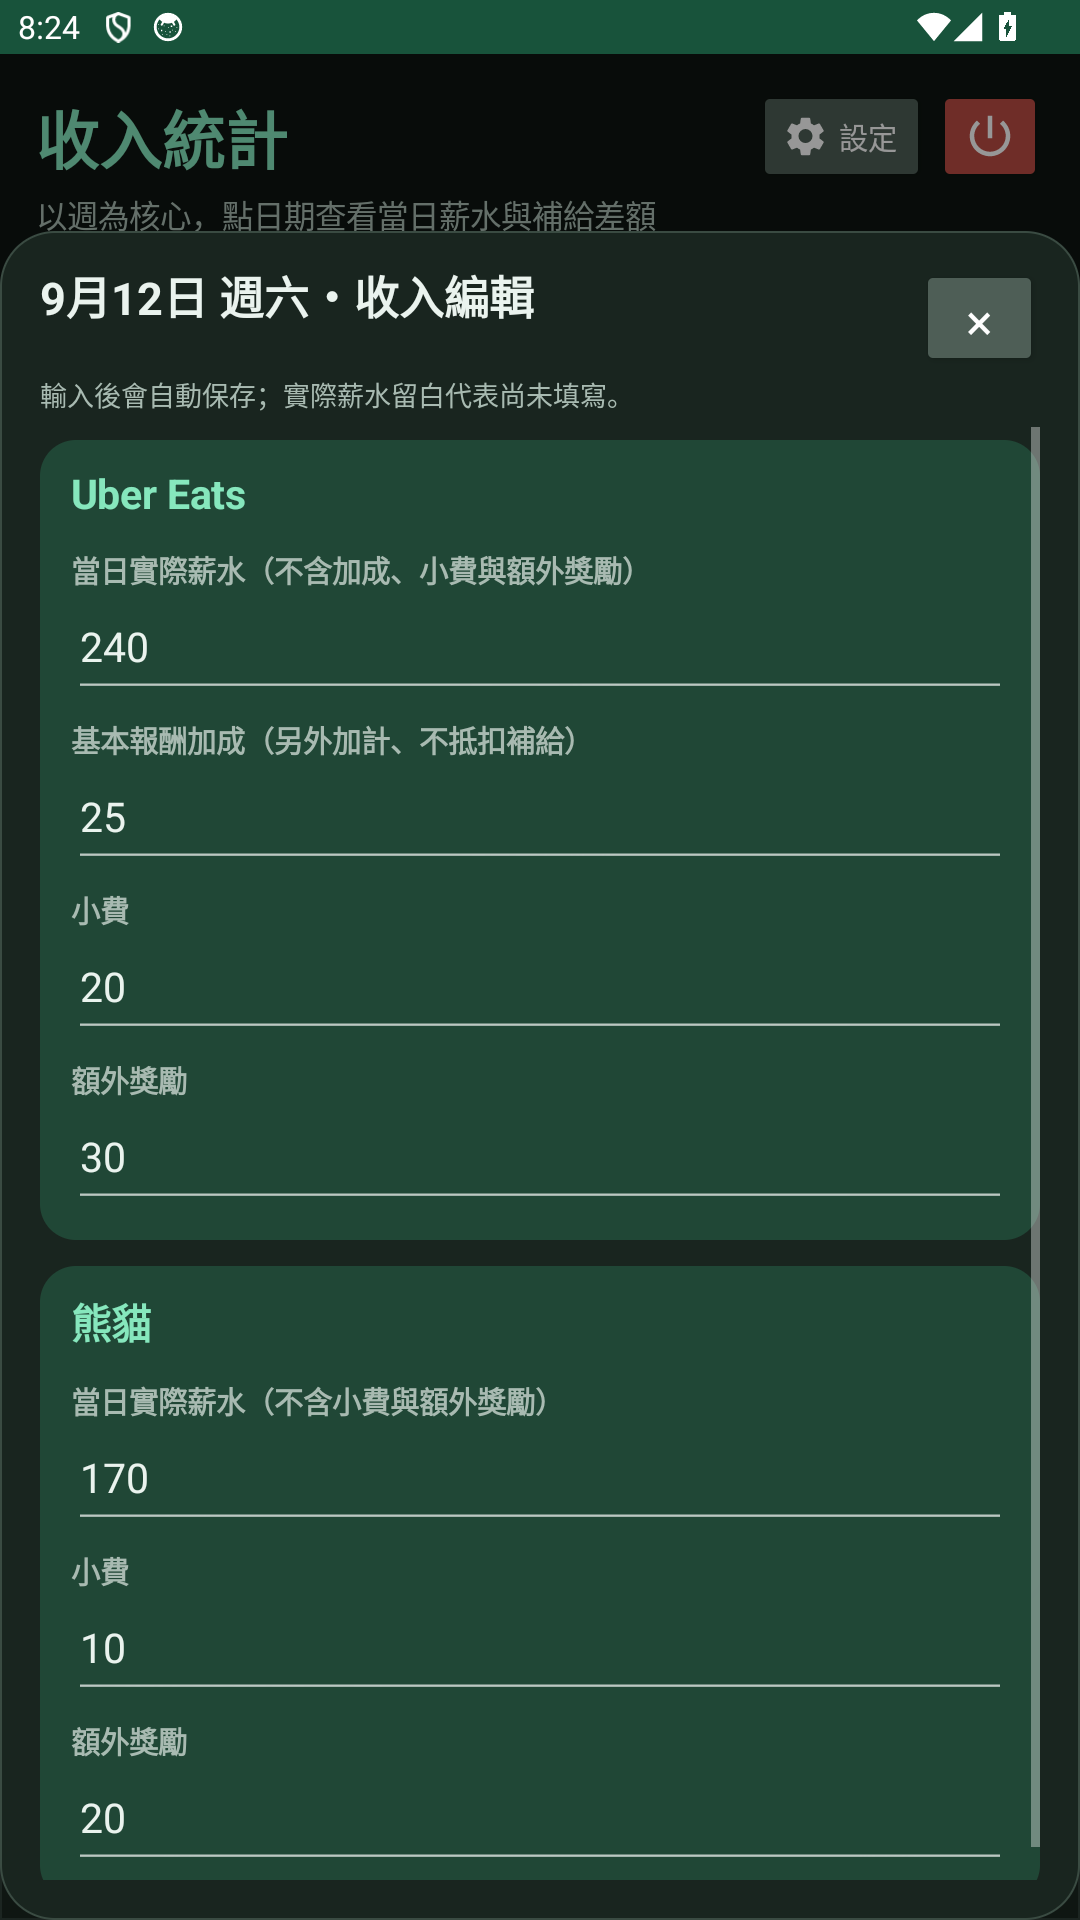 8:24
收入統計
設定
以週為核心，點日期查看當日薪水與補給差額
9月12日 週六・收入編輯
×
輸入後會自動保存；實際薪水留白代表尚未填寫。
Uber Eats
當日實際薪水（不含加成、小費與額外獎勵）
240
基本報酬加成（另外加計、不抵扣補給）
25
小費
20
額外獎勵
30
熊貓
當日實際薪水（不含小費與額外獎勵）
170
小費
10
額外獎勵
20